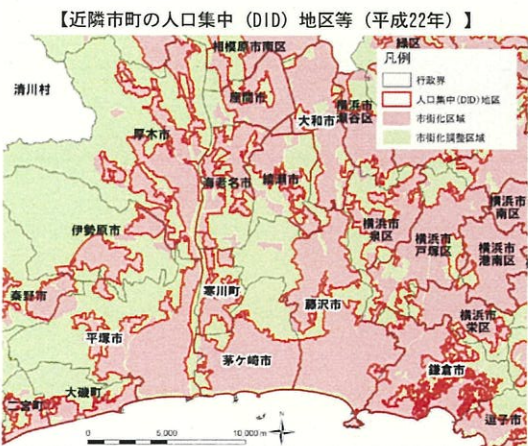 【近隣市町の人口集中（DID）地区等（平成22年）】
相模原市南区
緑区
凡例
行政界
人口集中(DID)地区
市街化区域
市街化調整区域
清川村
座間市
大和市
横浜市
瀬谷区
厚木市
海老名市
綾瀬市
横浜市
南区
伊勢原市
横浜市
泉区
横浜市
戸塚区
横浜市
港南区
秦野市
寒川町
藤沢市
横浜市
栄区
平塚市
茅ケ崎市
鎌倉市
大磯町
二宮町
逗子市
0 5,000 10,000 m
N